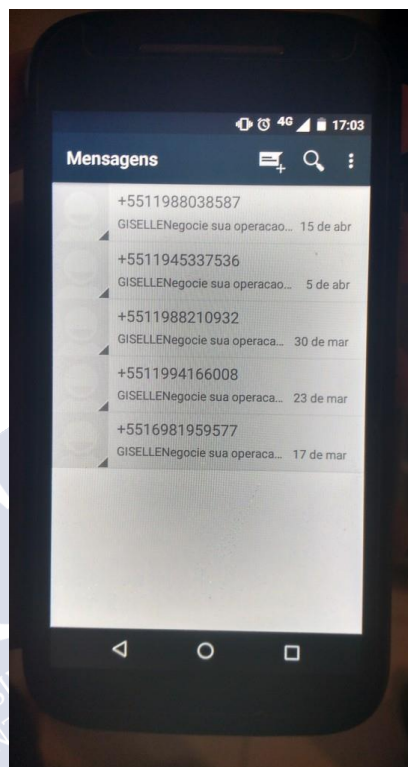 4G 17:03
Mensagens
+5511988038587
GISELLENegocie sua operacao... 15 de abr
+5511945337536
GISELLENegocie sua operacao... 5 de abr
+5511988210932
GISELLENegocie sua operaca... 30 de mar
+5511994166008
GISELLENegocie sua operaca... 23 de mar
+5516981959577
GISELLENegocie sua operaca... 17 de mar